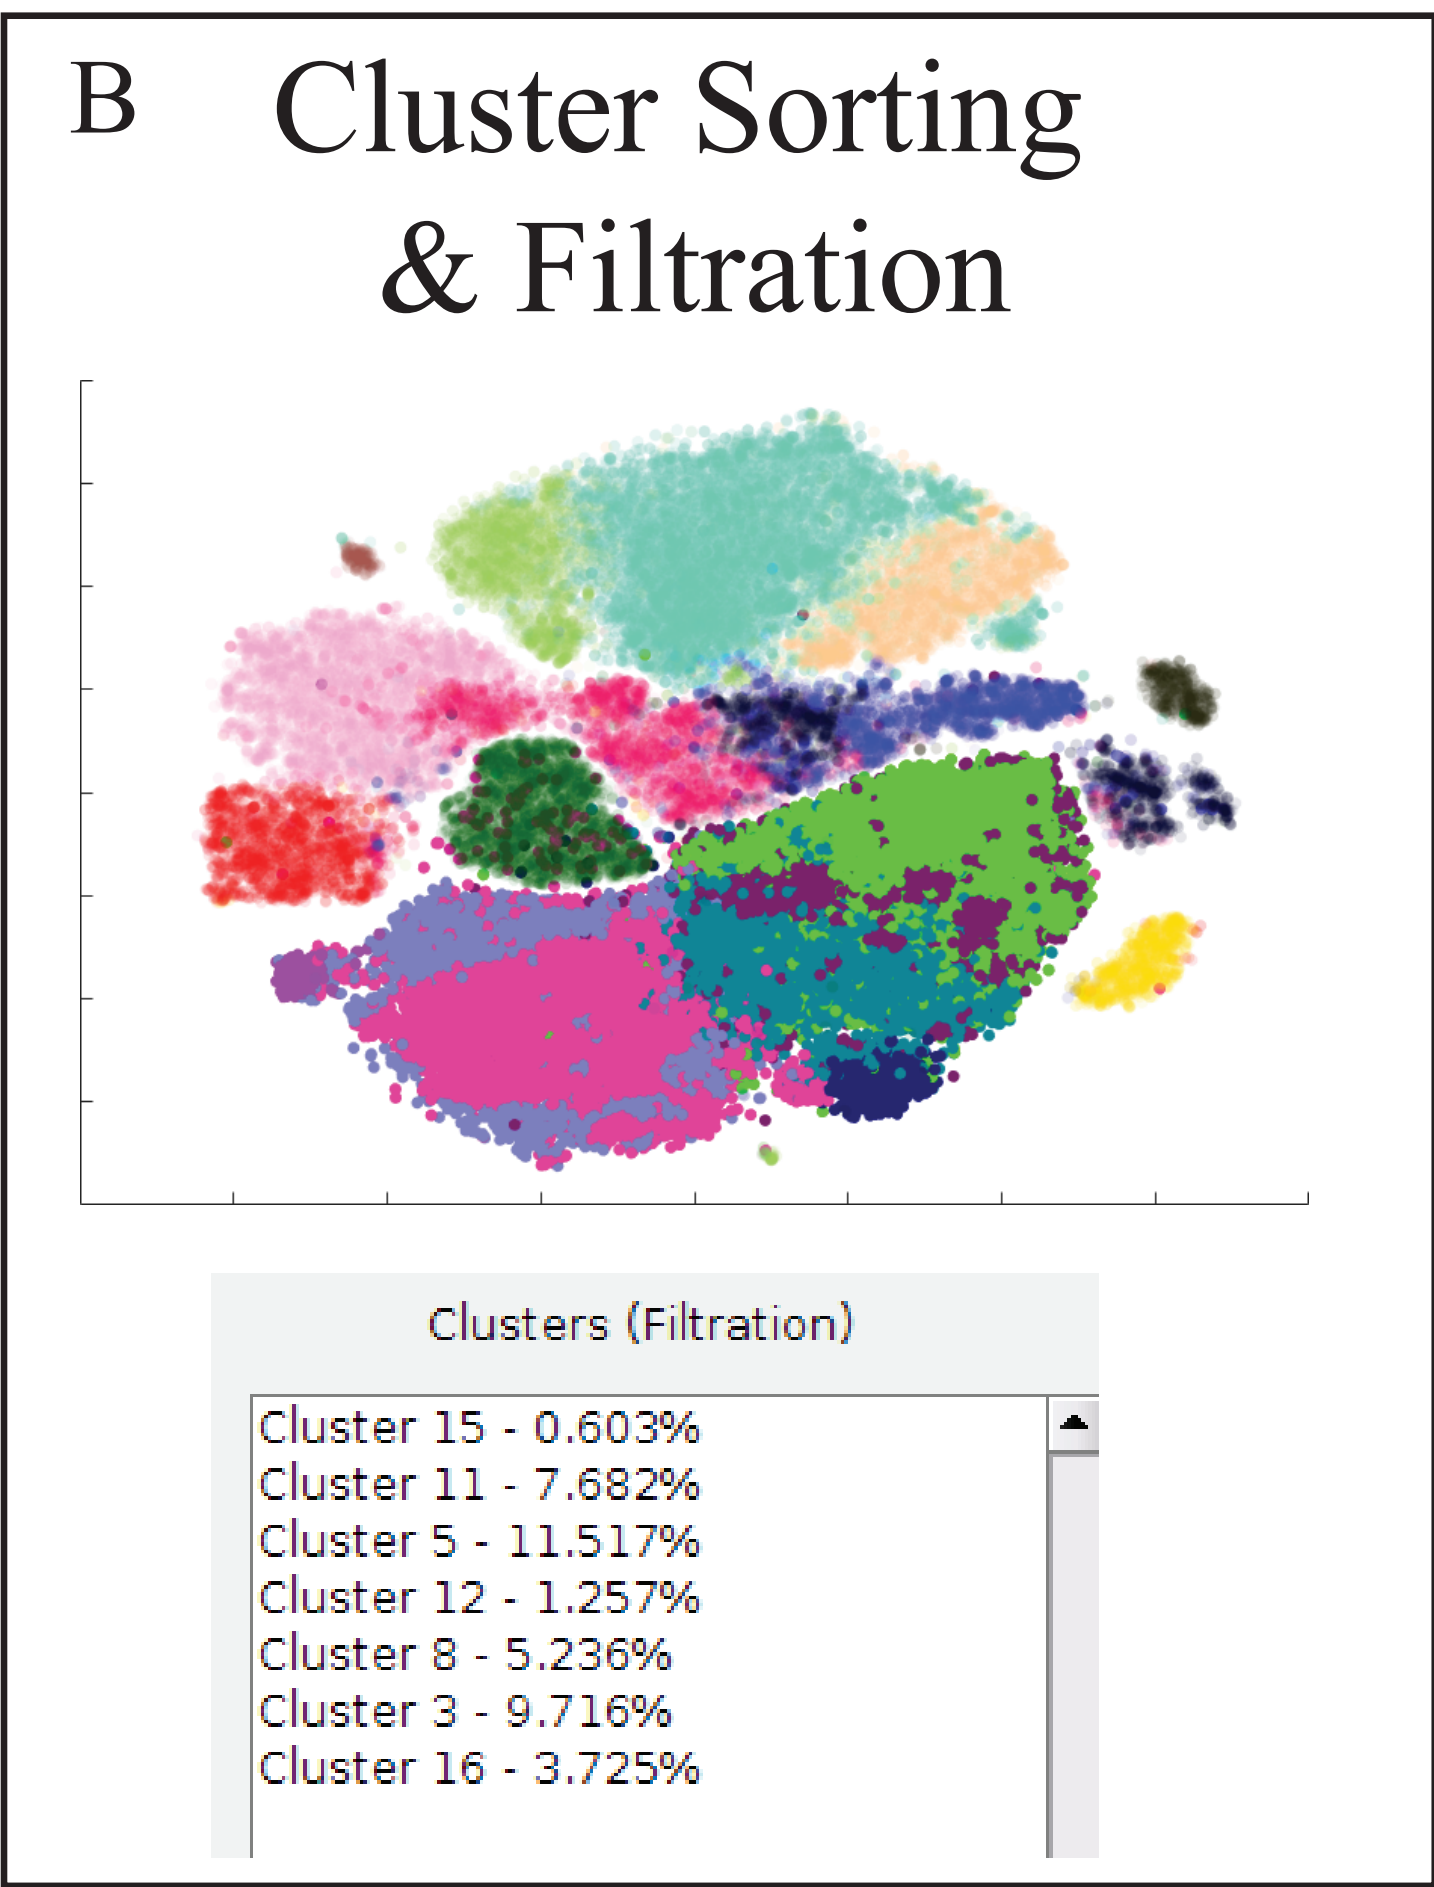 B
Cluster Sorting
& Filtration
Clusters (Filtration)
Cluster 15 - 0.603%
Cluster 11 - 7.682%
Cluster 5 - 11.517%
Cluster 12 - 1.257%
Cluster 8 - 5.236%
Cluster 3 - 9.716%
Cluster 16 - 3.725%